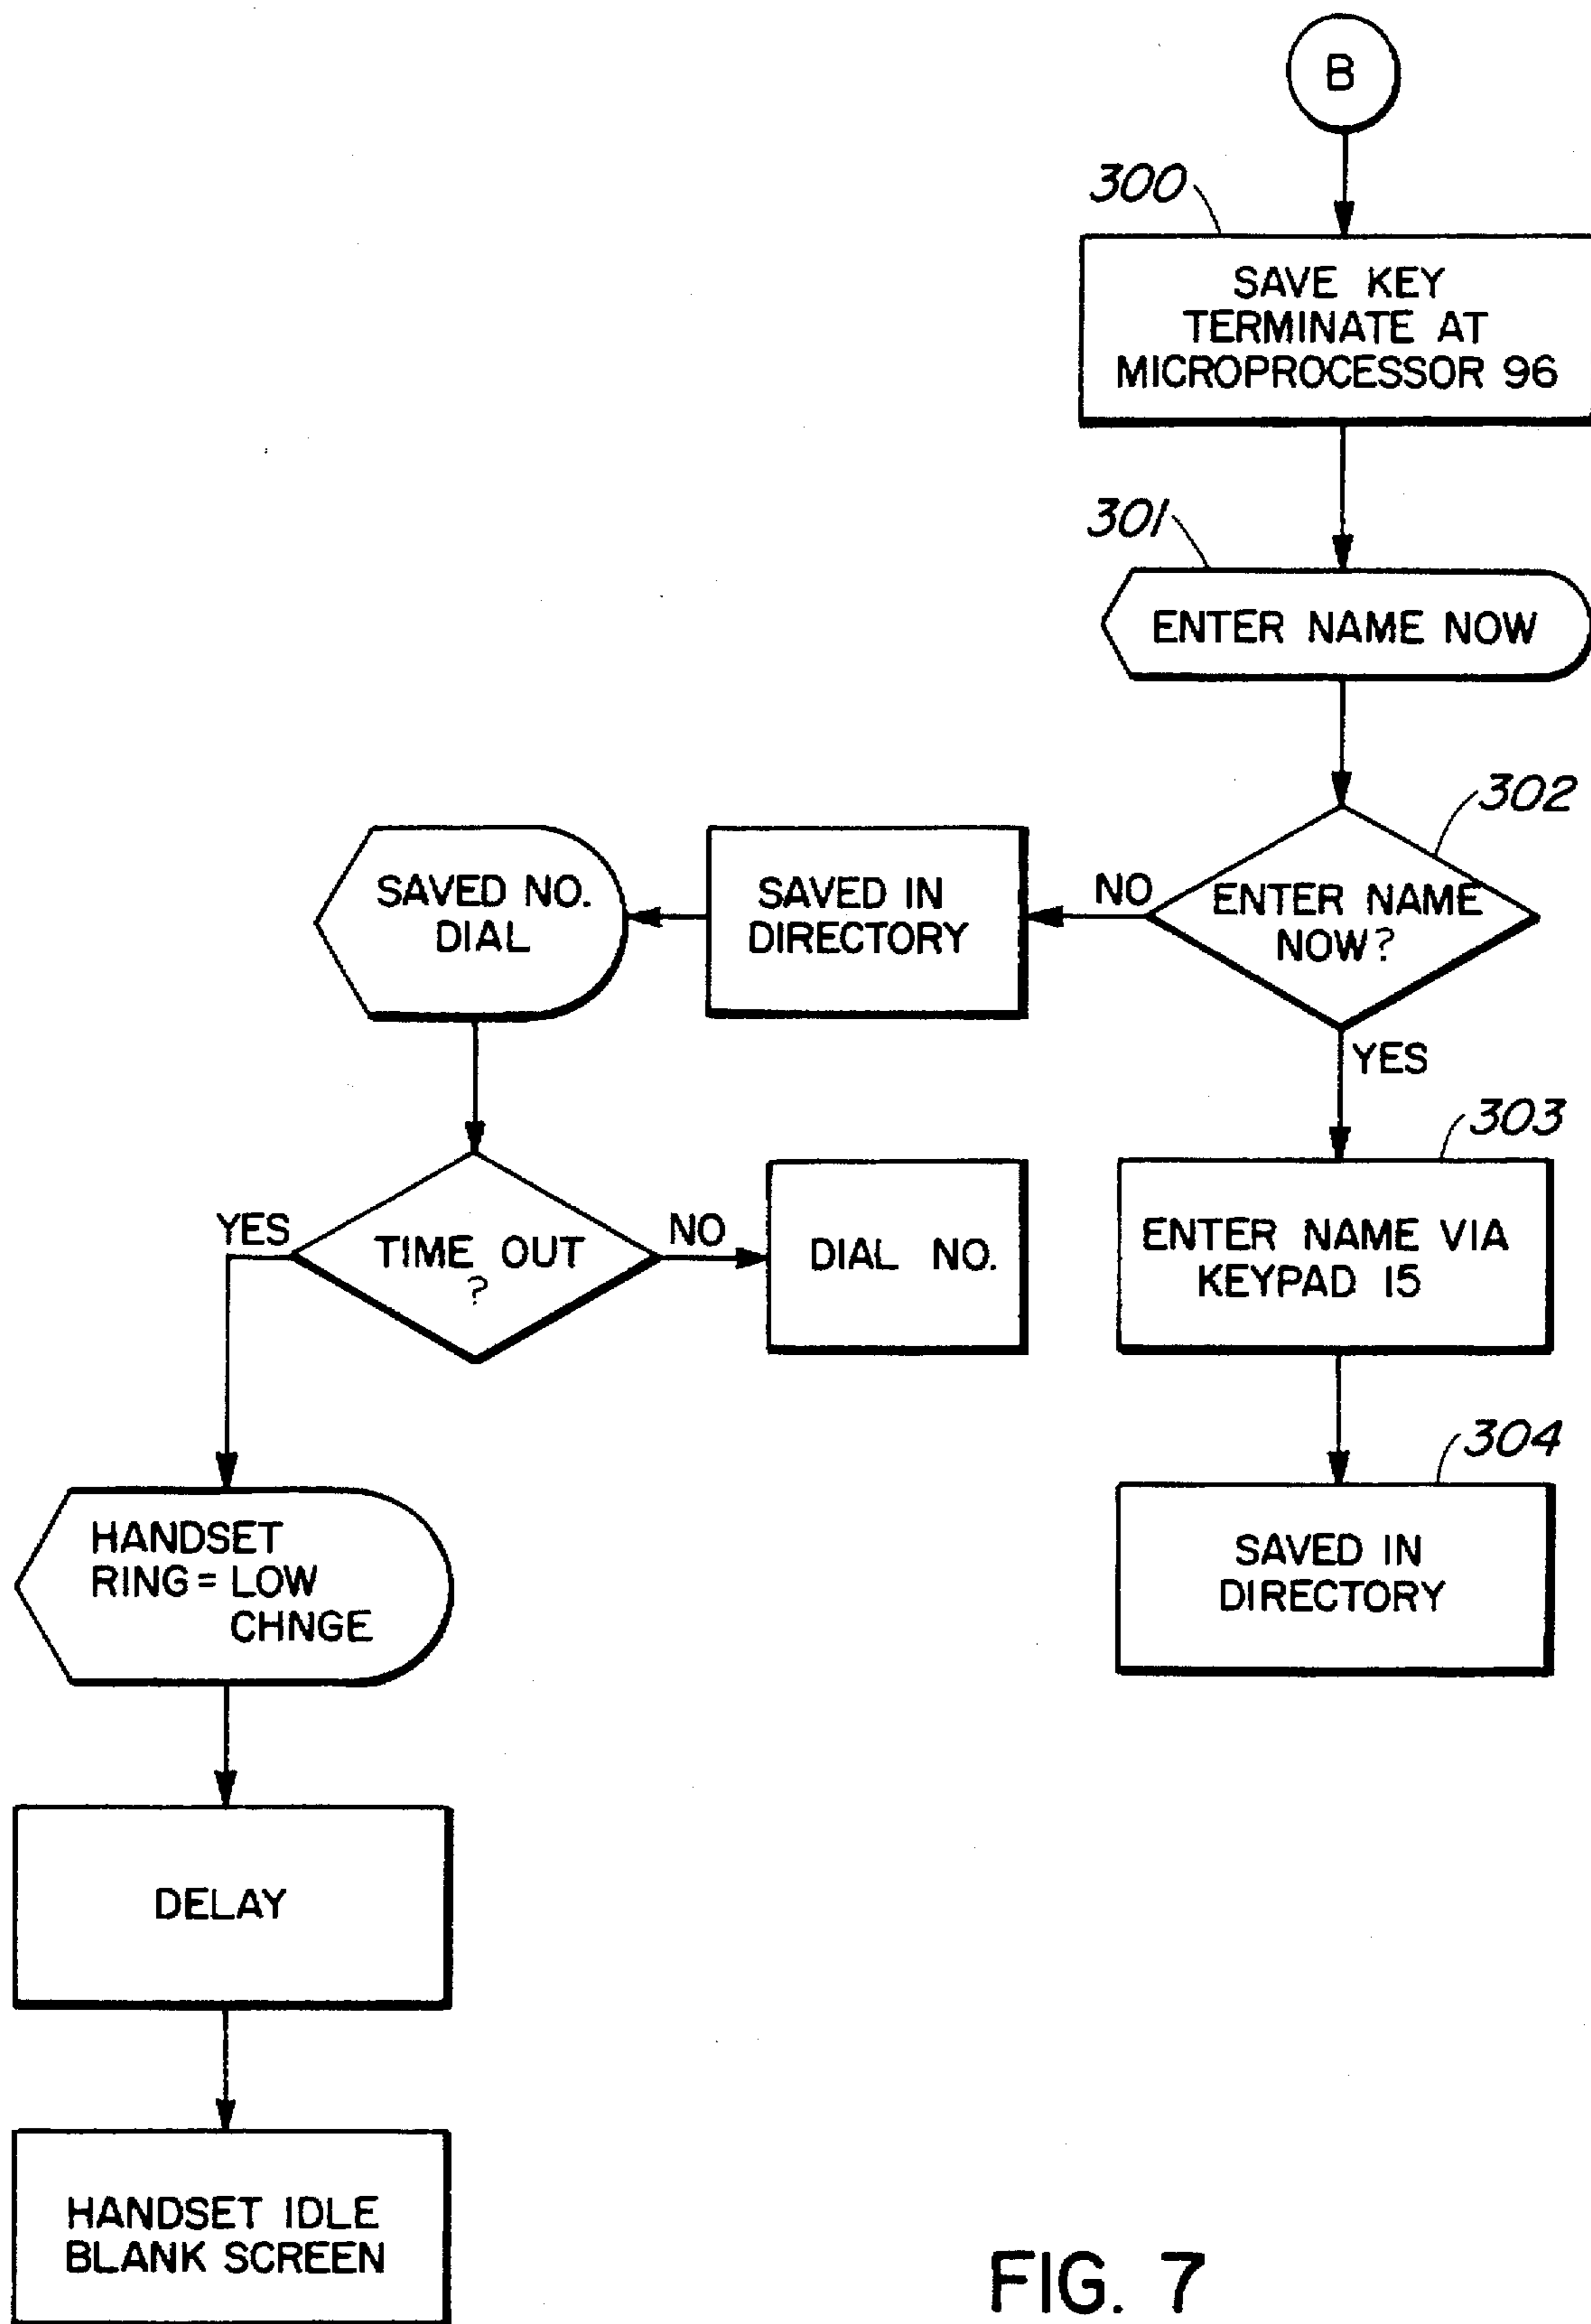 B
300
SAVE KEY
TERMINATE AT
MICROPROCESSOR 96
301
ENTER NAME NOW
302
ENTER NAME
NOW?
NO
SAVED IN
DIRECTORY
SAVED NO.
DIAL
YES
303
ENTER NAME VIA
KEYPAD 15
304
SAVED IN
DIRECTORY
TIME OUT
?
NO
DIAL NO.
YES
HANDSET
RING = LOW
CHNGE
DELAY
HANDSET IDLE
BLANK SCREEN
FIG. 7